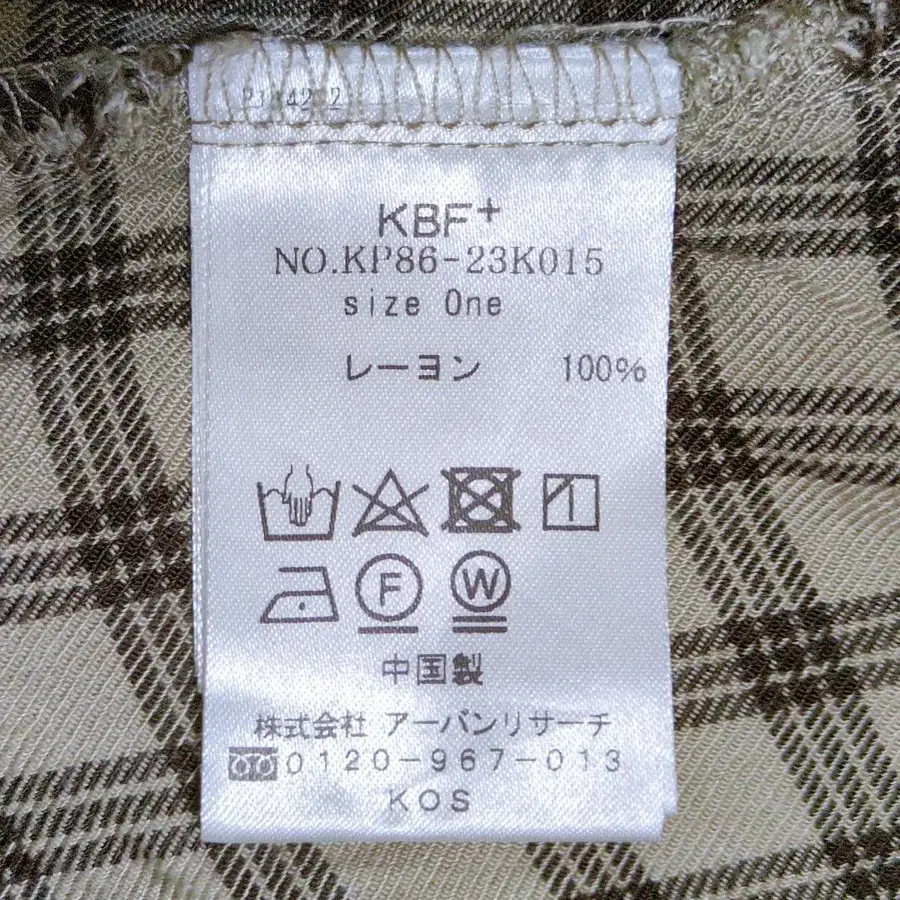 KBF+
NO.KP86-23K015
size One
レーヨン 100%
F W
中国製
株式会社 アーバンリサーチ
0120-967-013
KOS